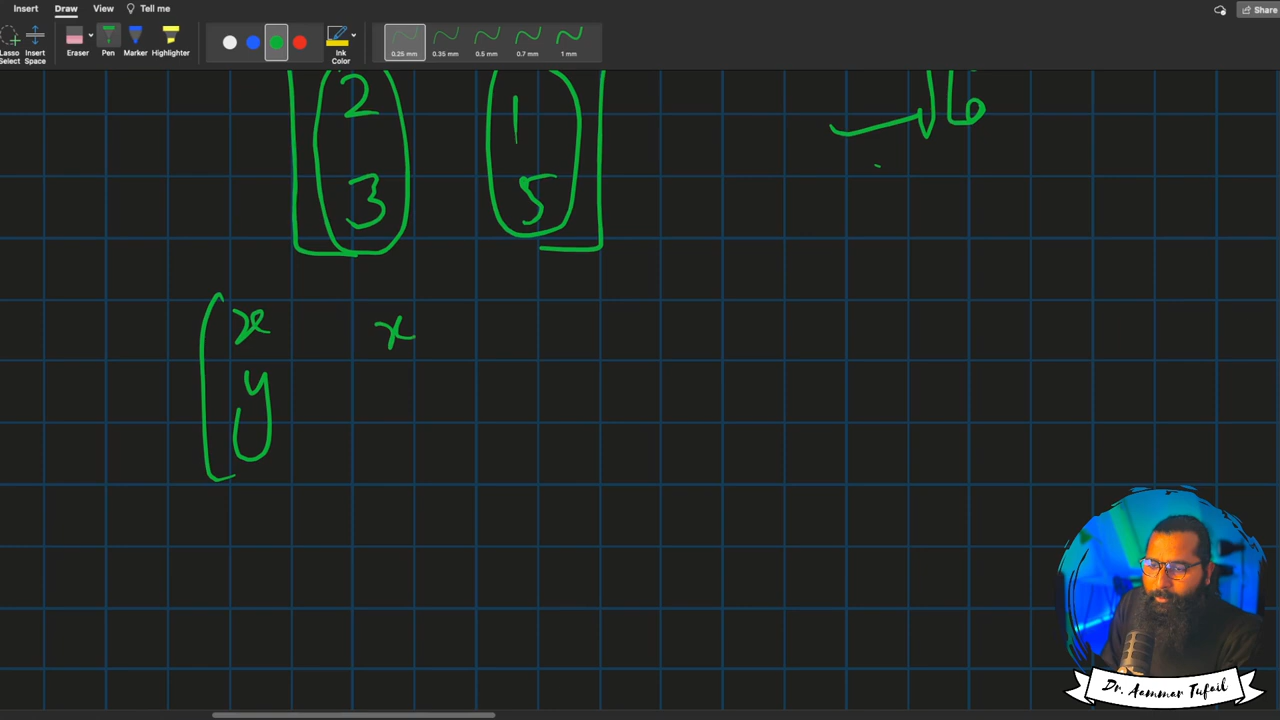 Insert Draw View Tell me Share
Lasso Select
Insert Space
Eraser
Pen
Marker
Highlighter
Ink Color
0.25 mm 0.35 mm 0.5 mm 0.7 mm 1 mm
2 1 6
3 5
x x
y
Dr. Aammar Tufail